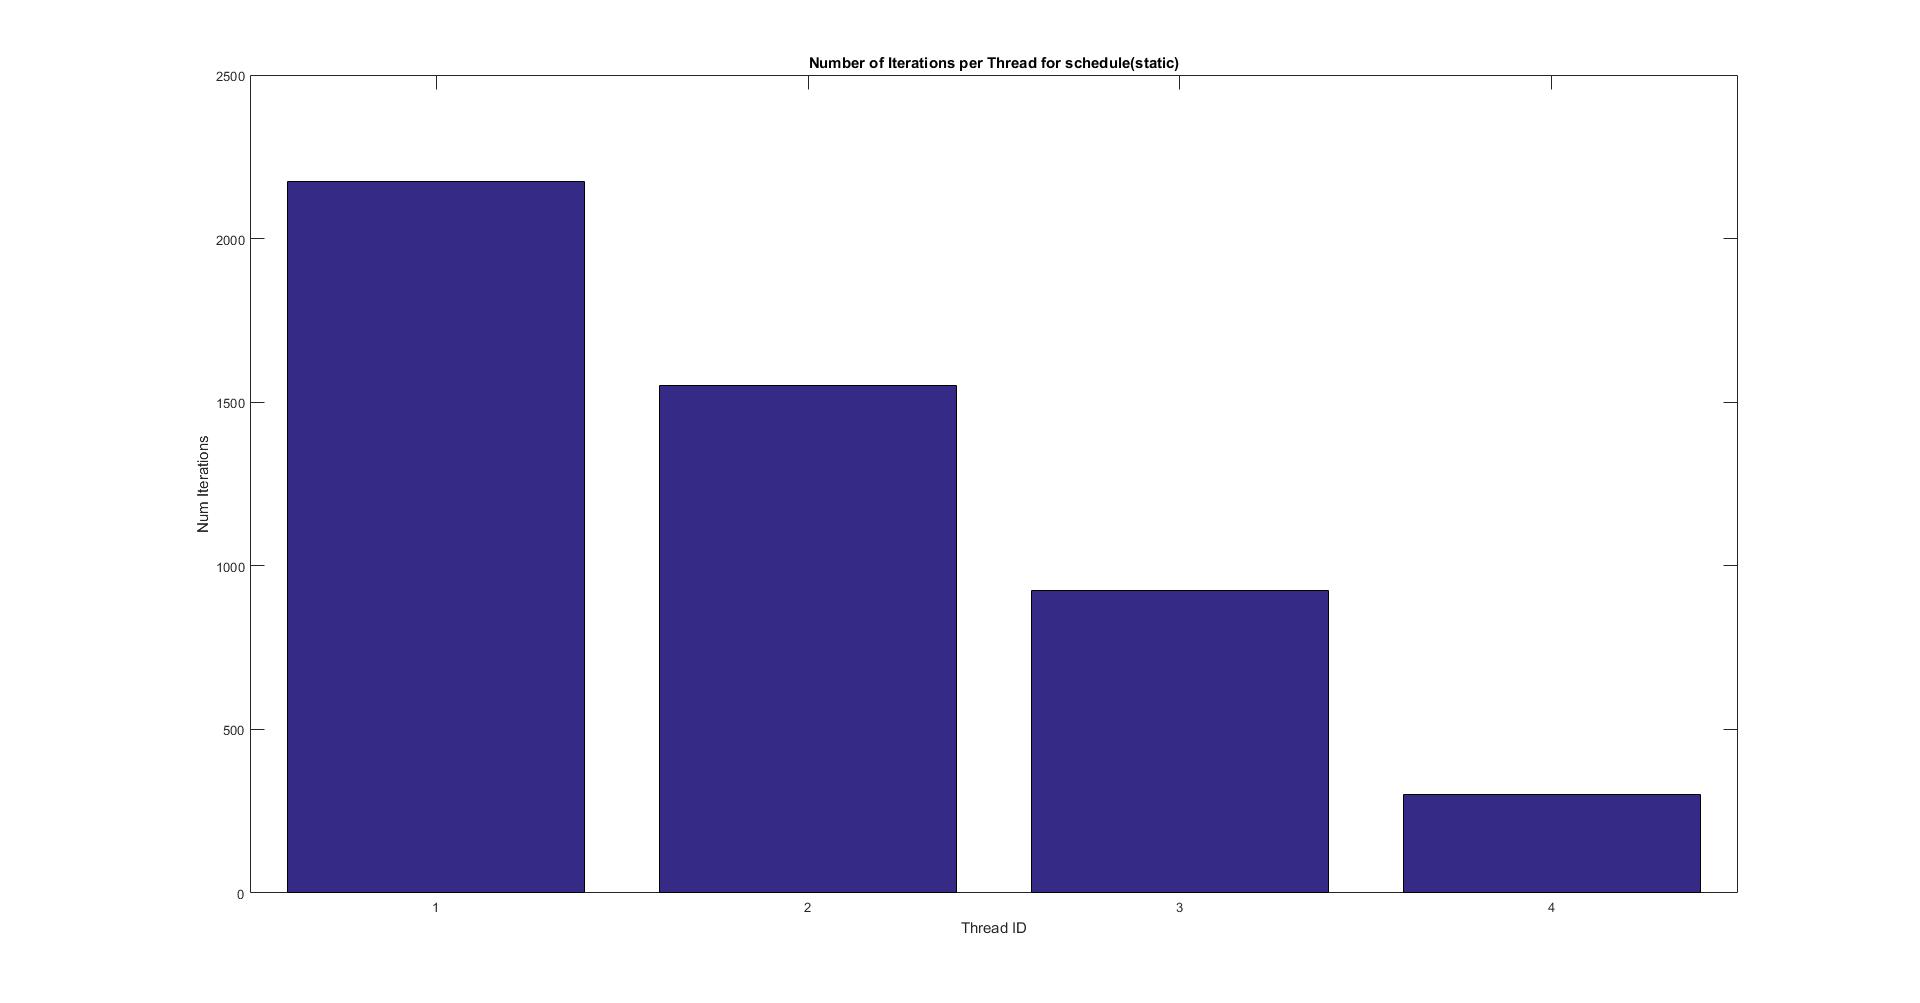 Number of Iterations per Thread for schedule(static)
2500
2000
1500
1000
500
0
Num Iterations
1 2 3 4
Thread ID